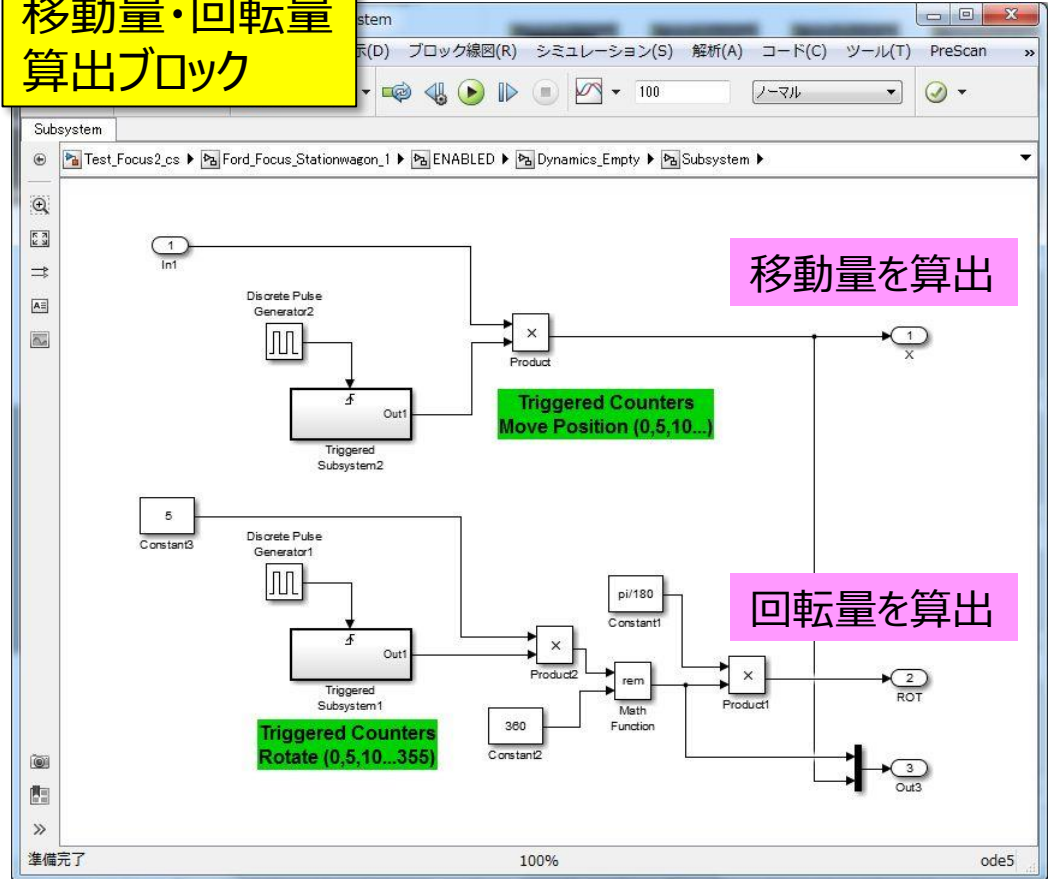 移動量・回転量
算出ブロック
stem
示(D) ブロック線図(R) シミュレーション(S) 解析(A) コード(C) ツール(T) PreScan »
100 ノーマル
Subsystem
Test_Focus2_cs Ford_Focus_Stationwagon_1 ENABLED Dynamics_Empty Subsystem
1
In1
移動量を算出
Discrete Pulse
Generator2
×
Product
1
X
Out1
Triggered
Subsystem2
Triggered Counters
Move Position (0,5,10...)
5
Constant3
Discrete Pulse
Generator1
pi/180
Constant1
回転量を算出
Out1
Triggered
Subsystem1
×
Product2
rem
Math
Function
×
Product1
2
ROT
360
Constant2
Triggered Counters
Rotate (0,5,10...355)
3
Out3
準備完了 100% ode5